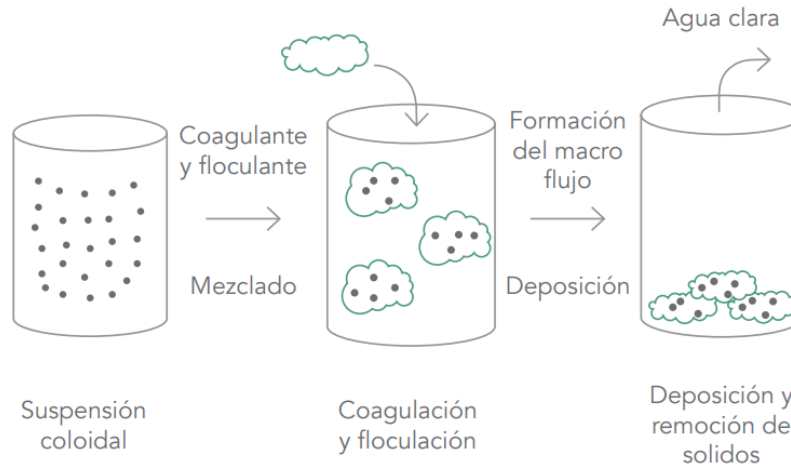 Agua clara
Coagulante
y floculante
Mezclado
Formación
del macro
flujo
Deposición
Suspensión
coloidal
Coagulación
y floculación
Deposición y
remoción de
solidos